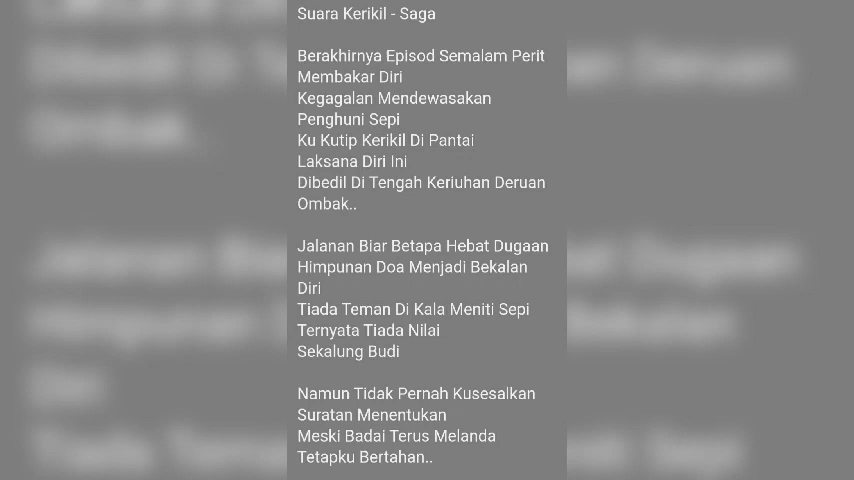 Suara Kerikil - Saga
Berakhirnya Episod Semalam Perit
Membakar Diri
Kegagalan Mendewasakan
Penghuni Sepi
Ku Kutip Kerikil Di Pantai
Laksana Diri Ini
Dibedil Di Tengah Keriuhan Deruan
Ombak..
Jalanan Biar Betapa Hebat Dugaan
Himpunan Doa Menjadi Bekalan
Diri
Tiada Teman Di Kala Meniti Sepi
Ternyata Tiada Nilai
Sekalung Budi
Namun Tidak Pernah Kusesalkan
Suratan Menentukan
Meski Badai Terus Melanda
Tetapku Bertahan..